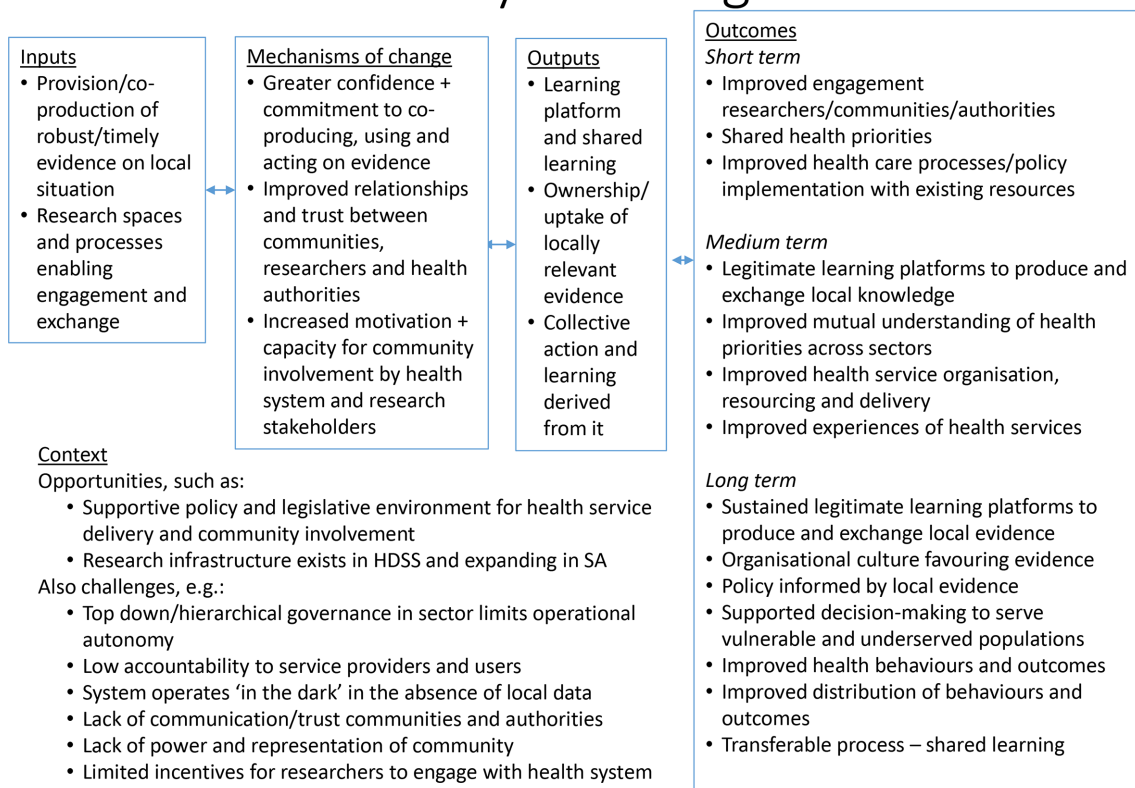 Inputs
• Provision/co-
production of
robust/timely
evidence on local
situation
• Research spaces
and processes
enabling
engagement and
exchange
Mechanisms of change
• Greater confidence +
commitment to co-
producing, using and
acting on evidence
• Improved relationships
and trust between
communities,
researchers and health
authorities
• Increased motivation +
capacity for community
involvement by health
system and research
stakeholders
Outputs
• Learning
platform
and shared
learning
• Ownership/
uptake of
locally
relevant
evidence
• Collective
action and
learning
derived
from it
Outcomes
Short term
• Improved engagement
researchers/communities/authorities
• Shared health priorities
• Improved health care processes/policy
implementation with existing resources
Medium term
• Legitimate learning platforms to produce and
exchange local knowledge
• Improved mutual understanding of health
priorities across sectors
• Improved health service organisation,
resourcing and delivery
• Improved experiences of health services
Long term
• Sustained legitimate learning platforms to
produce and exchange local evidence
• Organisational culture favouring evidence
• Policy informed by local evidence
• Supported decision-making to serve
vulnerable and underserved populations
• Improved health behaviours and outcomes
• Improved distribution of behaviours and
outcomes
• Transferable process – shared learning
Context
Opportunities, such as:
• Supportive policy and legislative environment for health service
delivery and community involvement
• Research infrastructure exists in HDSS and expanding in SA
Also challenges, e.g.:
• Top down/hierarchical governance in sector limits operational
autonomy
• Low accountability to service providers and users
• System operates ‘in the dark’ in the absence of local data
• Lack of communication/trust communities and authorities
• Lack of power and representation of community
• Limited incentives for researchers to engage with health system